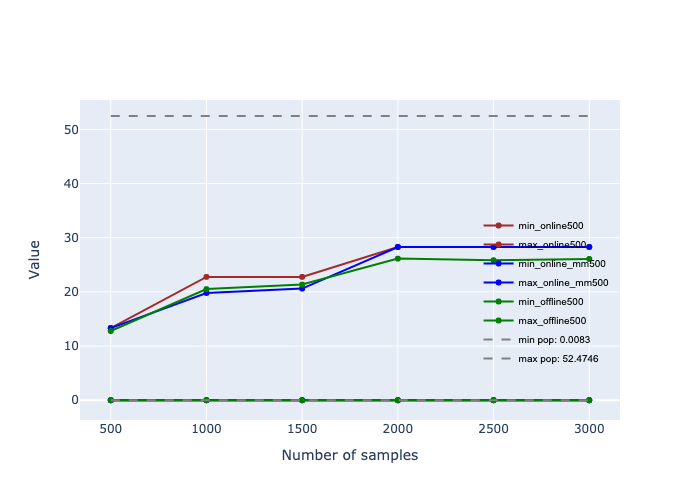 50
40
30
20
10
0
Value
500
1000
1500
2000
2500
3000
Number of samples
min_online500
max_online500
min_online_mm500
max_online_mm500
min_offline500
max_offline500
min pop: 0.0083
max pop: 52.4746